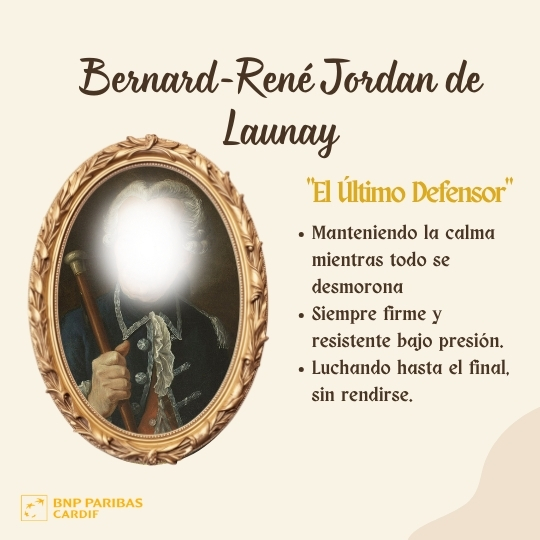 Bernard-René Jordan de
Launay
"El Último Defensor"
• Manteniendo la calma
mientras todo se
desmorona
• Siempre firme y
resistente bajo presión.
• Luchando hasta el final,
sin rendirse.
BNP PARIBAS
CARDIF